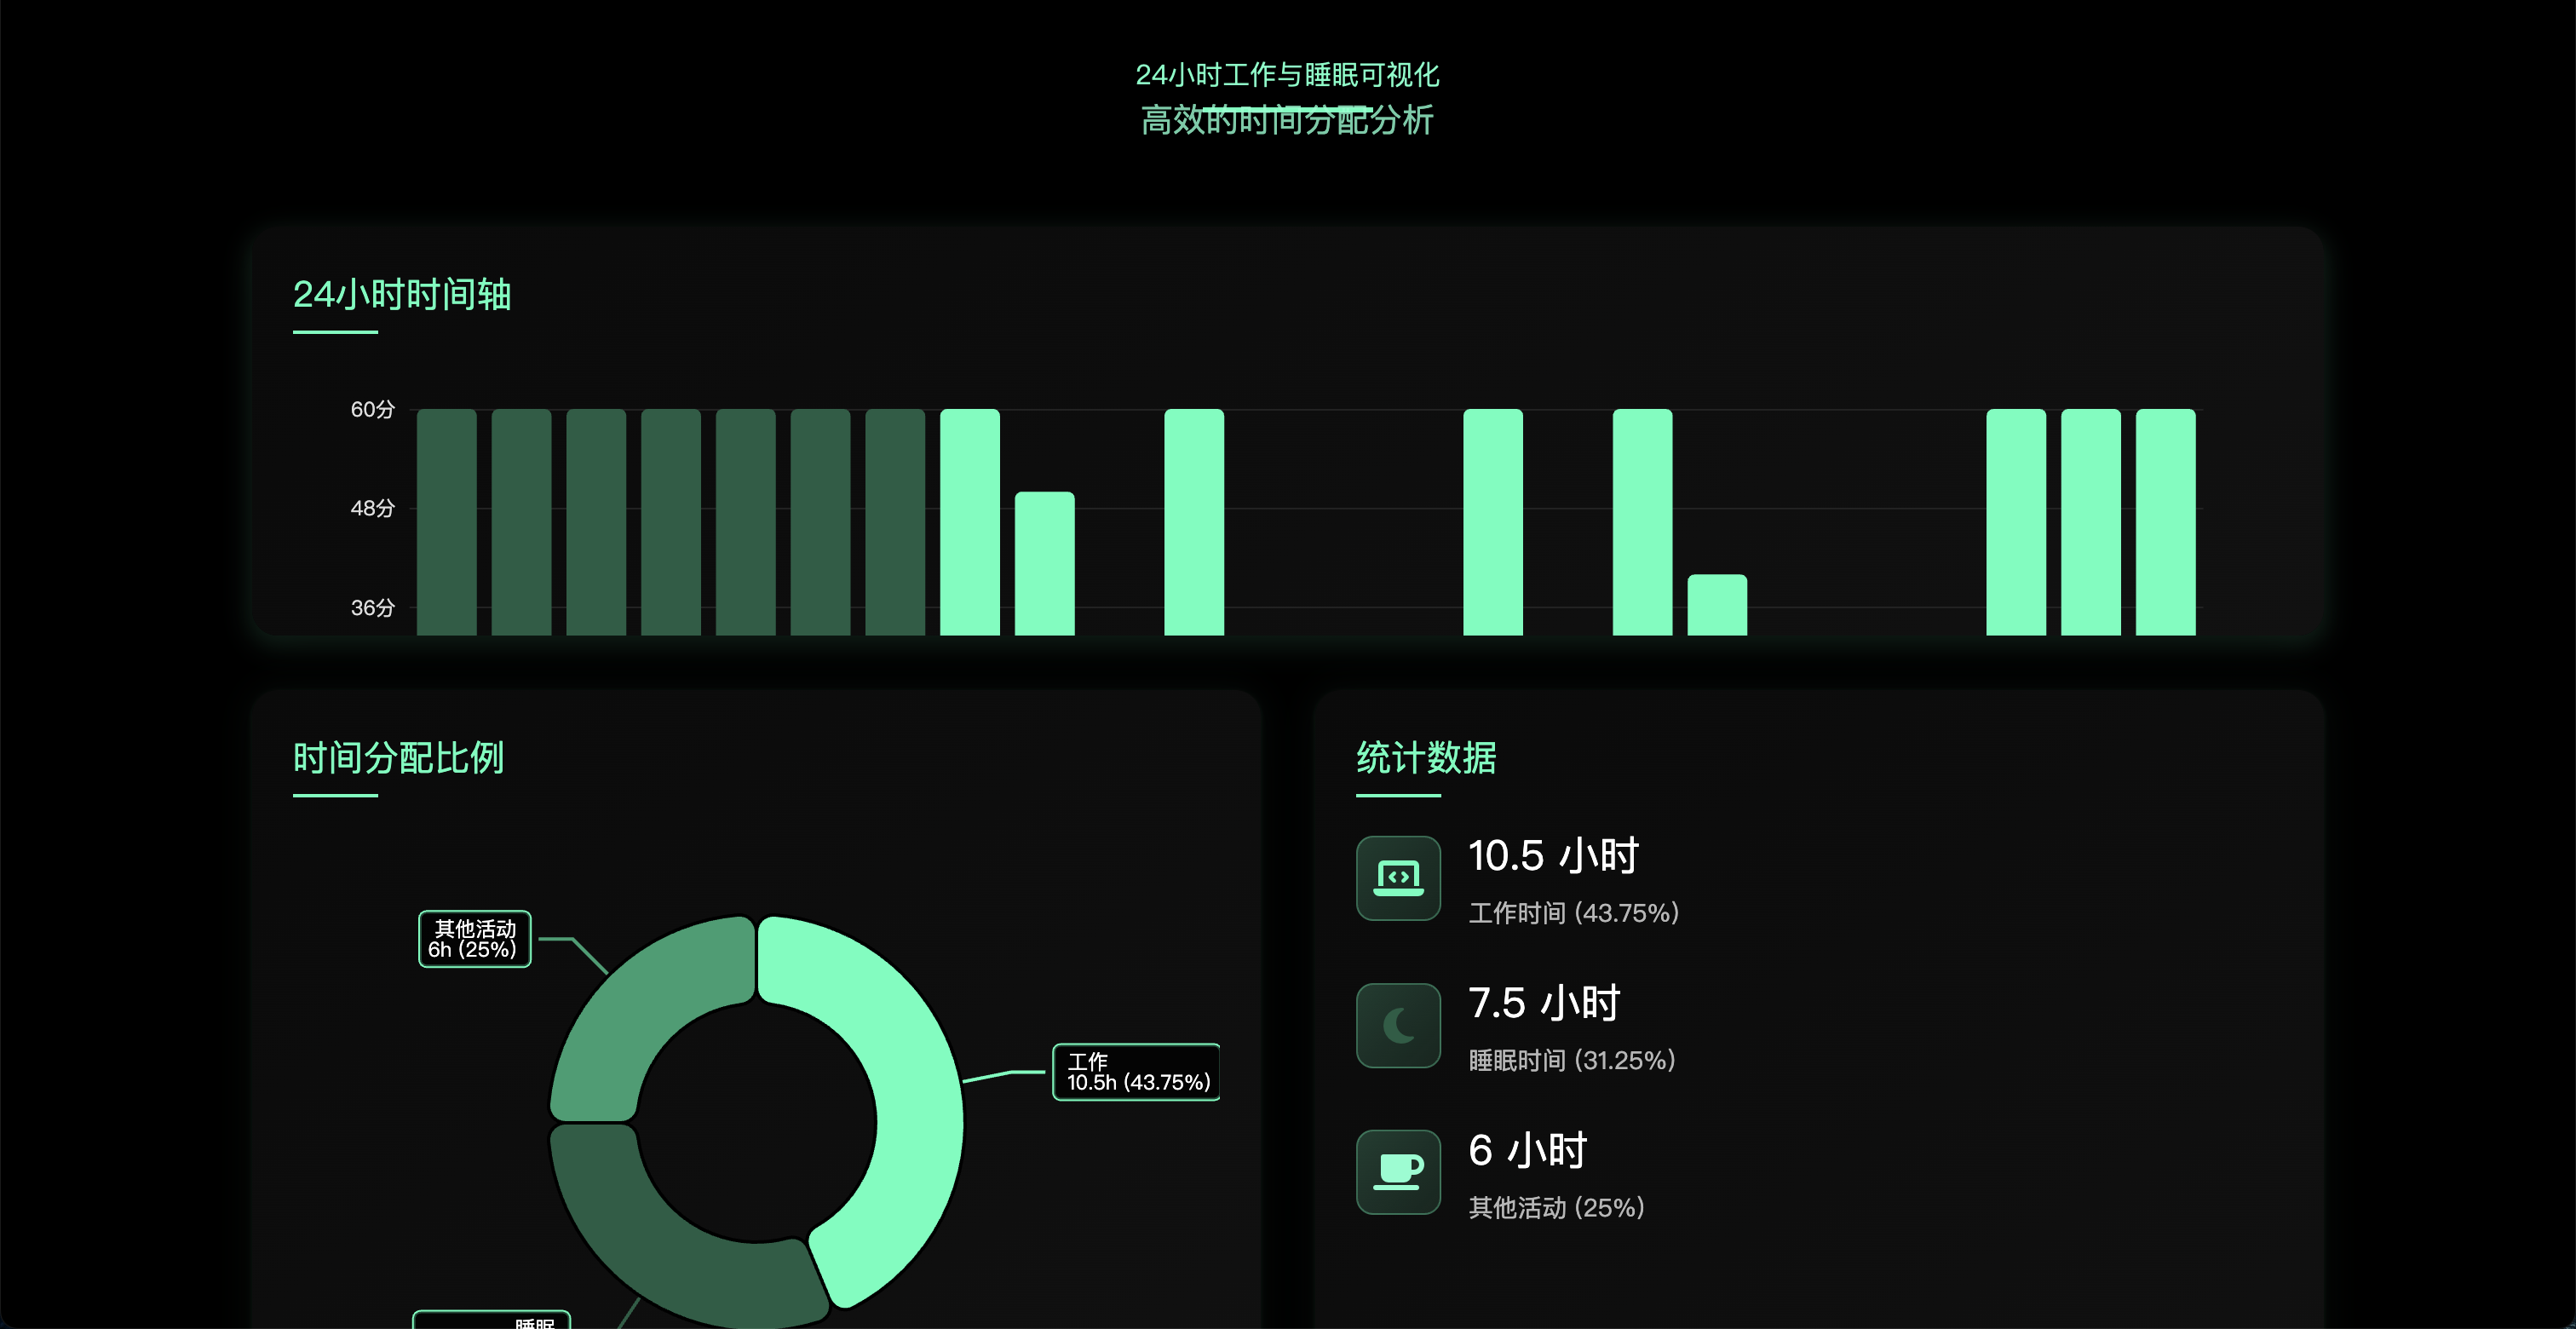 24小时工作与睡眠可视化
高效的时间分配分析
24小时时间轴
60分
48分
36分
时间分配比例
其他活动
6h (25%)
工作
10.5h (43.75%)
睡眠
统计数据
10.5 小时
工作时间 (43.75%)
7.5 小时
睡眠时间 (31.25%)
6 小时
其他活动 (25%)